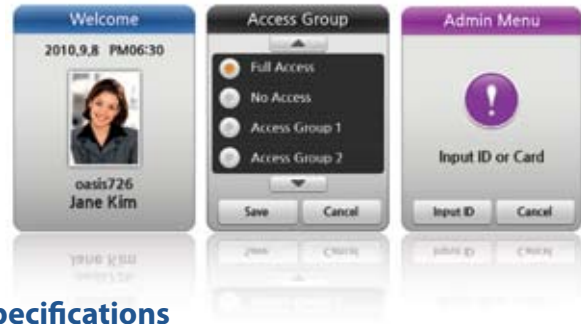 Welcome
2010,9,8 PM06:30
oasis726
Jane Kim
Access Group
Full Access
No Access
Access Group 1
Access Group 2
Save Cancel
Admin Menu
Input ID or Card
Input ID Cancel
pecifications